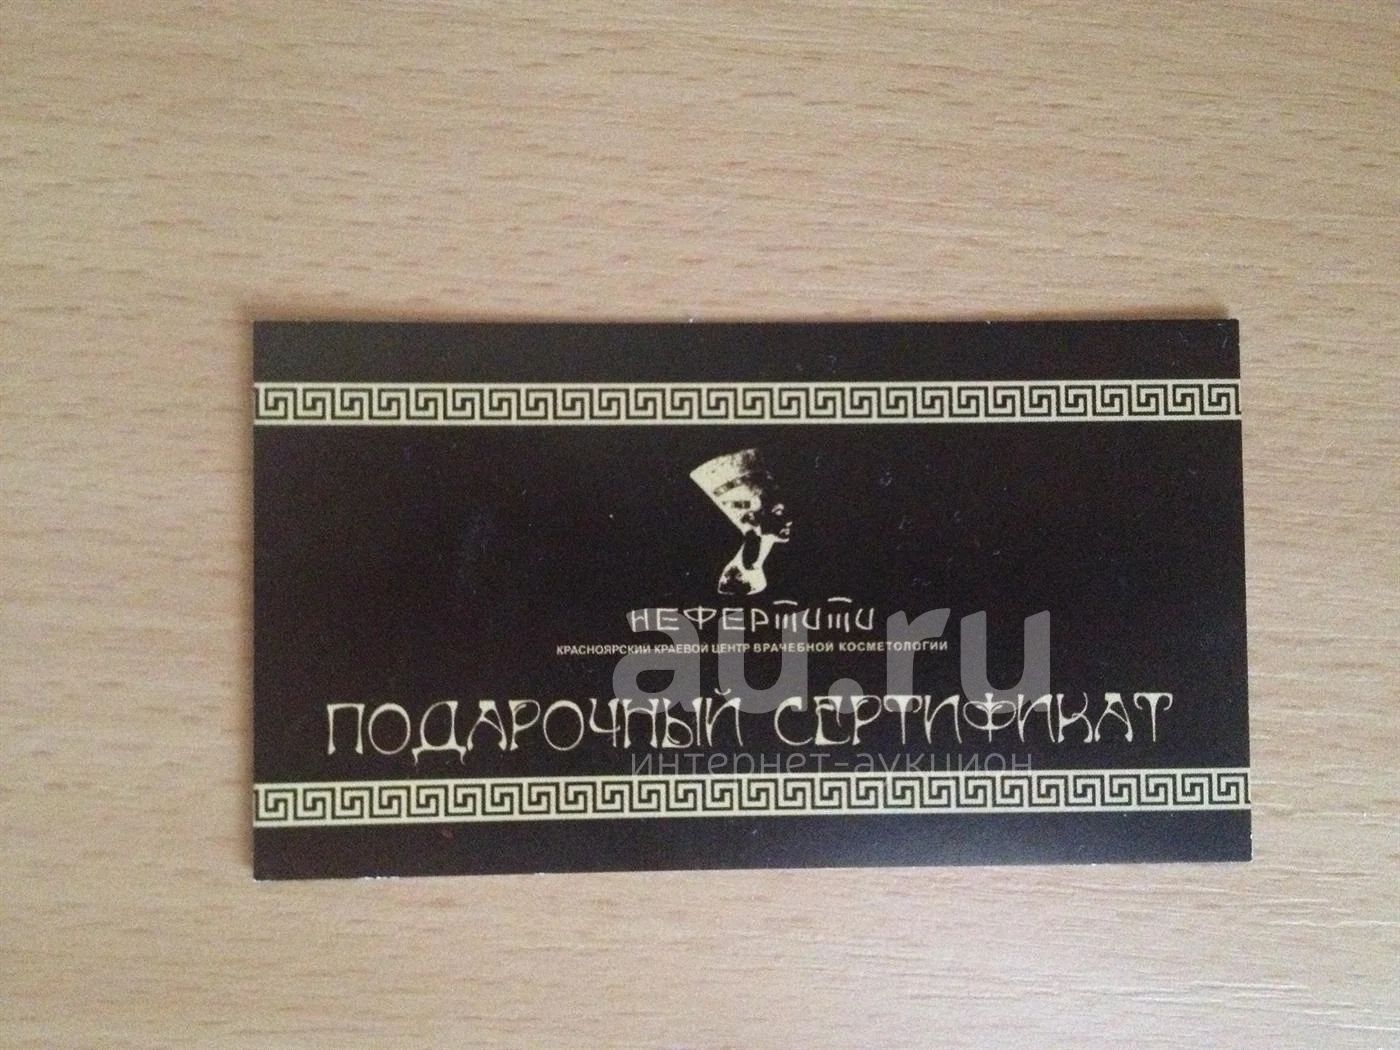 НЕФЕРТИТИ
КРАСНОЯРСКИЙ КРАЕВОЙ ЦЕНТР ВРАЧЕБНОЙ КОСМЕТОЛОГИИ
au.ru
ПОДАРОЧНЫЙ СЕРТИФИКАТ
интернет-аукцион